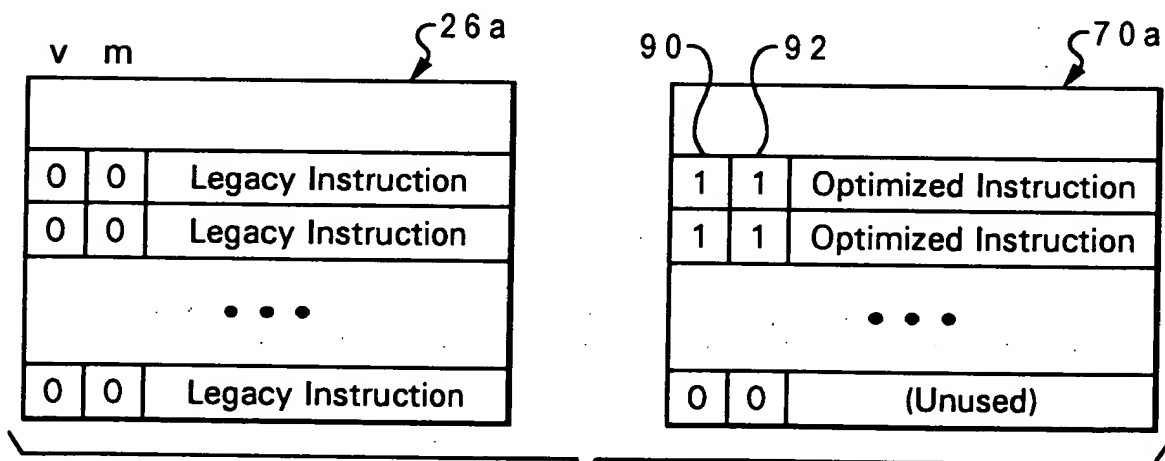 26a
v m
0 0 Legacy Instruction
0 0 Legacy Instruction
• • •
0 0 Legacy Instruction
90 92 70a
1 1 Optimized Instruction
1 1 Optimized Instruction
• • •
0 0 (Unused)